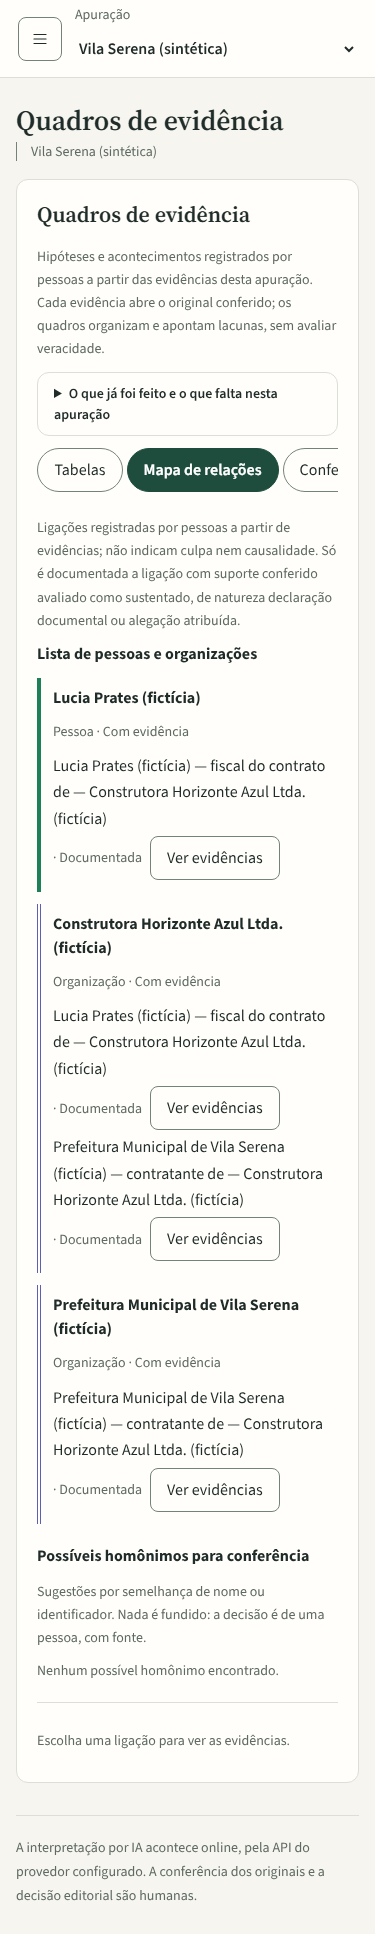 Apuração
Vila Serena (sintética)
Quadros de evidência
Vila Serena (sintética)
Quadros de evidência
Hipóteses e acontecimentos registrados por
pessoas a partir das evidências desta apuração.
Cada evidência abre o original conferido; os
quadros organizam e apontam lacunas, sem avaliar
veracidade.
▶ O que já foi feito e o que falta nesta
apuração
Tabelas
Mapa de relações
Confe
Ligações registradas por pessoas a partir de
evidências; não indicam culpa nem causalidade. Só
é documentada a ligação com suporte conferido
avaliado como sustentado, de natureza declaração
documental ou alegação atribuída.
Lista de pessoas e organizações
Lucia Prates (fictícia)
Pessoa · Com evidência
Lucia Prates (fictícia) — fiscal do contrato
de — Construtora Horizonte Azul Ltda.
(fictícia)
· Documentada Ver evidências
Construtora Horizonte Azul Ltda.
(fictícia)
Organização · Com evidência
Lucia Prates (fictícia) — fiscal do contrato
de — Construtora Horizonte Azul Ltda.
(fictícia)
· Documentada Ver evidências
Prefeitura Municipal de Vila Serena
(fictícia) — contratante de — Construtora
Horizonte Azul Ltda. (fictícia)
· Documentada Ver evidências
Prefeitura Municipal de Vila Serena
(fictícia)
Organização · Com evidência
Prefeitura Municipal de Vila Serena
(fictícia) — contratante de — Construtora
Horizonte Azul Ltda. (fictícia)
· Documentada Ver evidências
Possíveis homônimos para conferência
Sugestões por semelhança de nome ou
identificador. Nada é fundido: a decisão é de uma
pessoa, com fonte.
Nenhum possível homônimo encontrado.
Escolha uma ligação para ver as evidências.
A interpretação por IA acontece online, pela API do
provedor configurado. A conferência dos originais e a
decisão editorial são humanas.